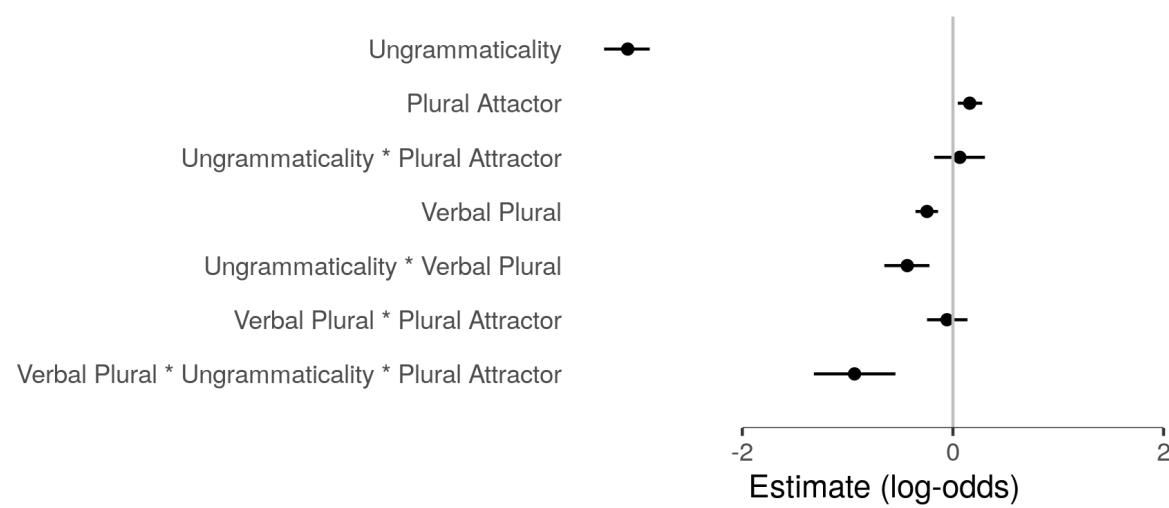 Ungrammaticality
Plural Attactor
Ungrammaticality * Plural Attractor
Verbal Plural
Ungrammaticality * Verbal Plural
Verbal Plural * Plural Attractor
Verbal Plural * Ungrammaticality * Plural Attractor
-2 0 2
Estimate (log-odds)